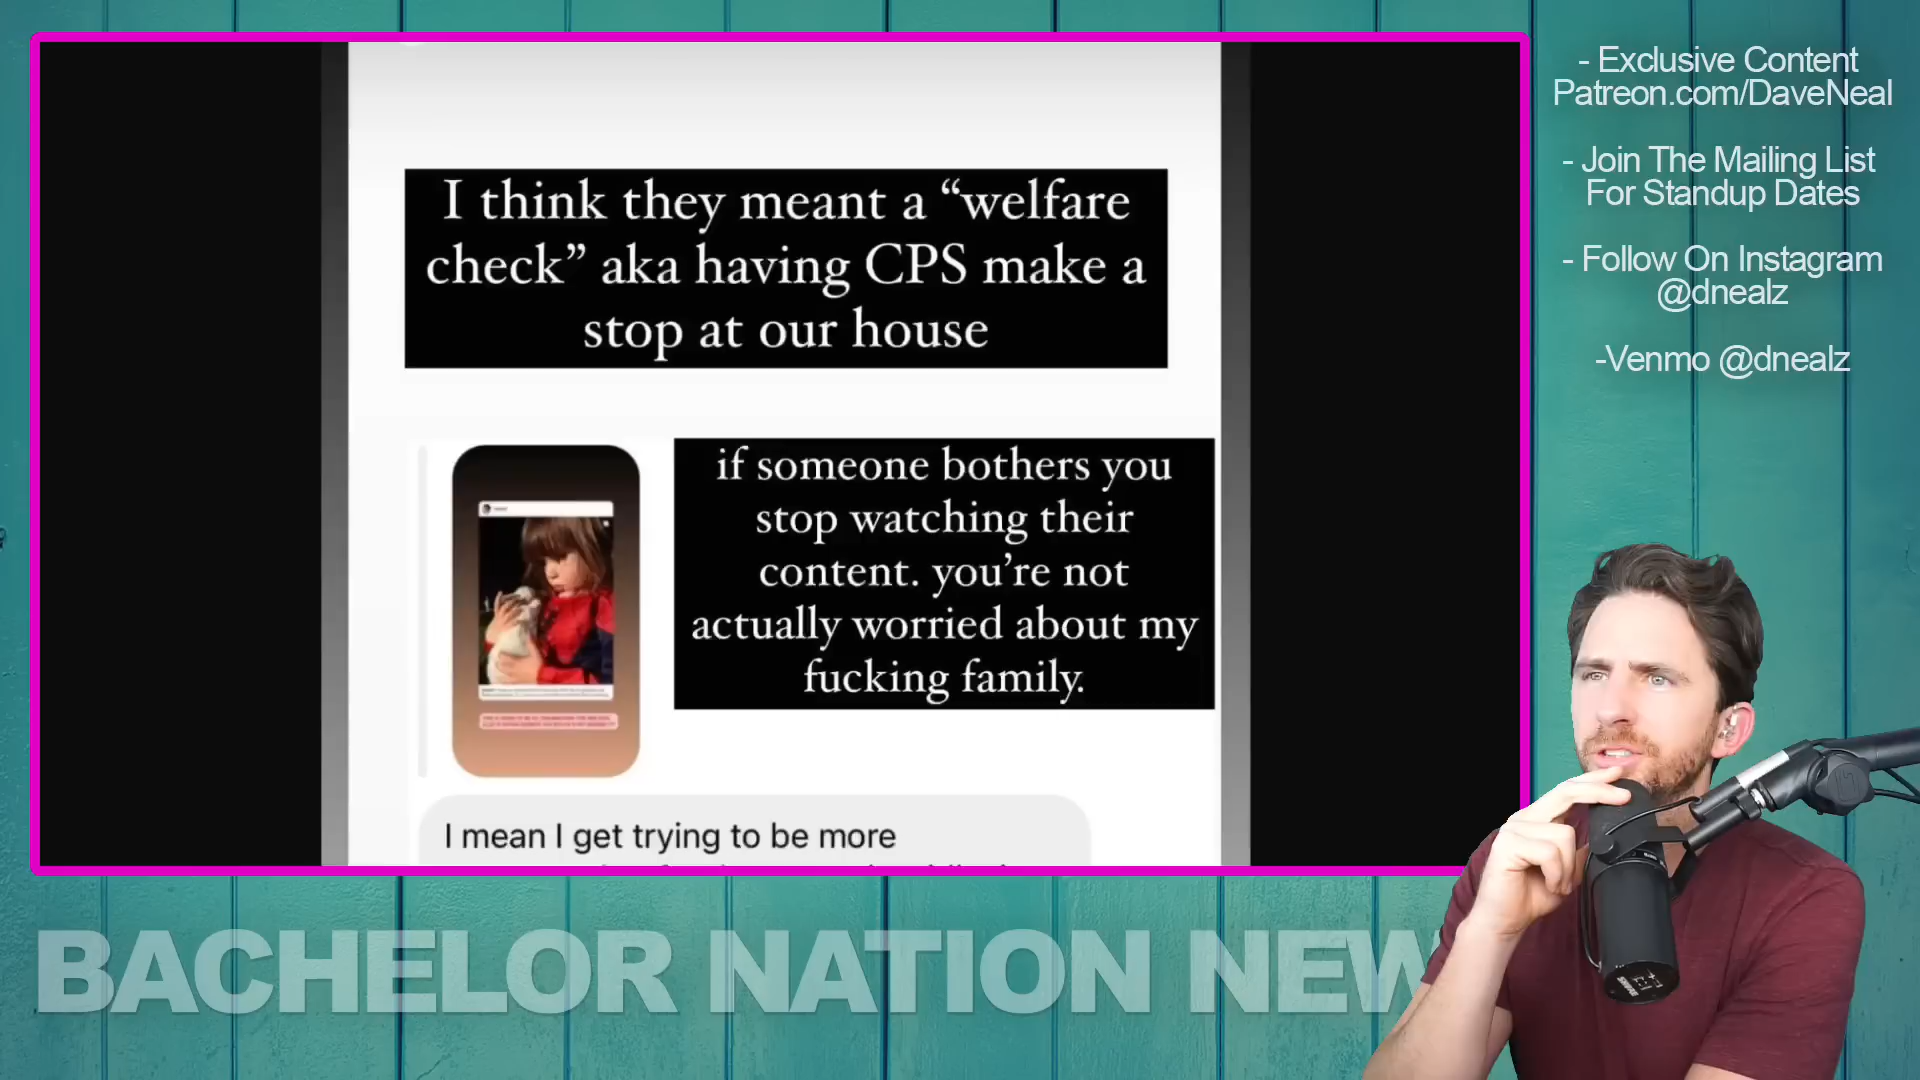 I think they meant a “welfare
check” aka having CPS make a
stop at our house
if someone bothers you
stop watching their
content. you’re not
actually worried about my
fucking family.
I mean I get trying to be more
- Exclusive Content
Patreon.com/DaveNeal
- Join The Mailing List
For Standup Dates
- Follow On Instagram
@dnealz
-Venmo @dnealz
BACHELOR NATION NEW